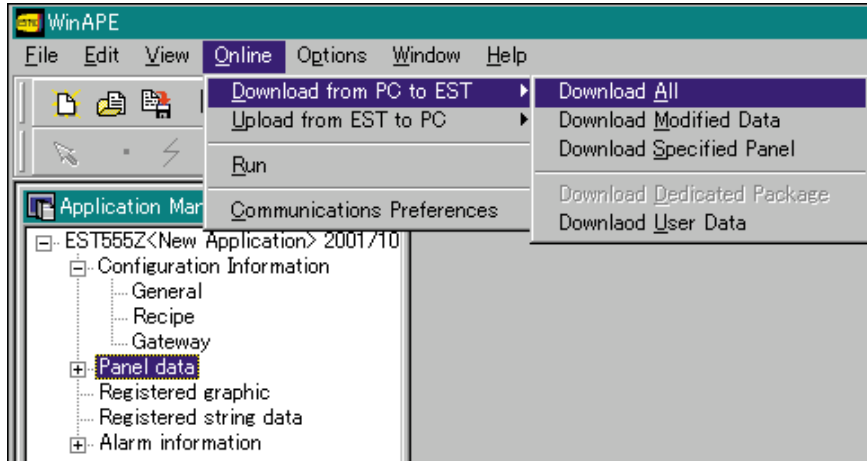 WinAPE
File Edit View Online Options Window Help
Download from PC to EST
Upload from EST to PC
Run
Communications Preferences
Download All
Download Modified Data
Download Specified Panel
Download Dedicated Package
Downlaod User Data
Application Mar
EST555Z<New Application> 2001/10
Configuration Information
General
Recipe
Gateway
Panel data
Registered graphic
Registered string data
Alarm information